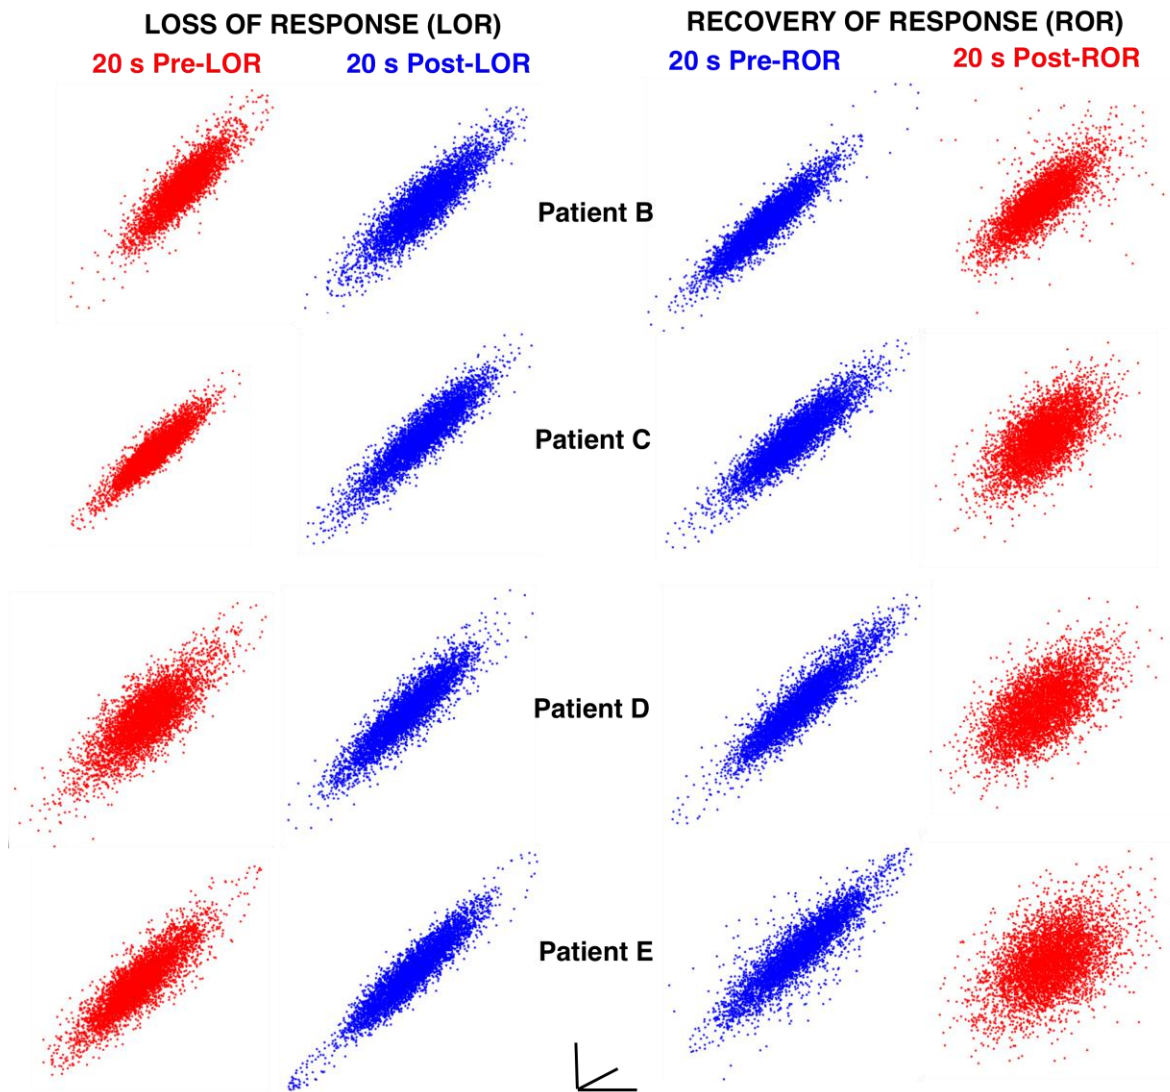 LOSS OF RESPONSE (LOR)
RECOVERY OF RESPONSE (ROR)
20 s Pre-LOR
20 s Post-LOR
20 s Pre-ROR
20 s Post-ROR
Patient B
Patient C
Patient D
Patient E